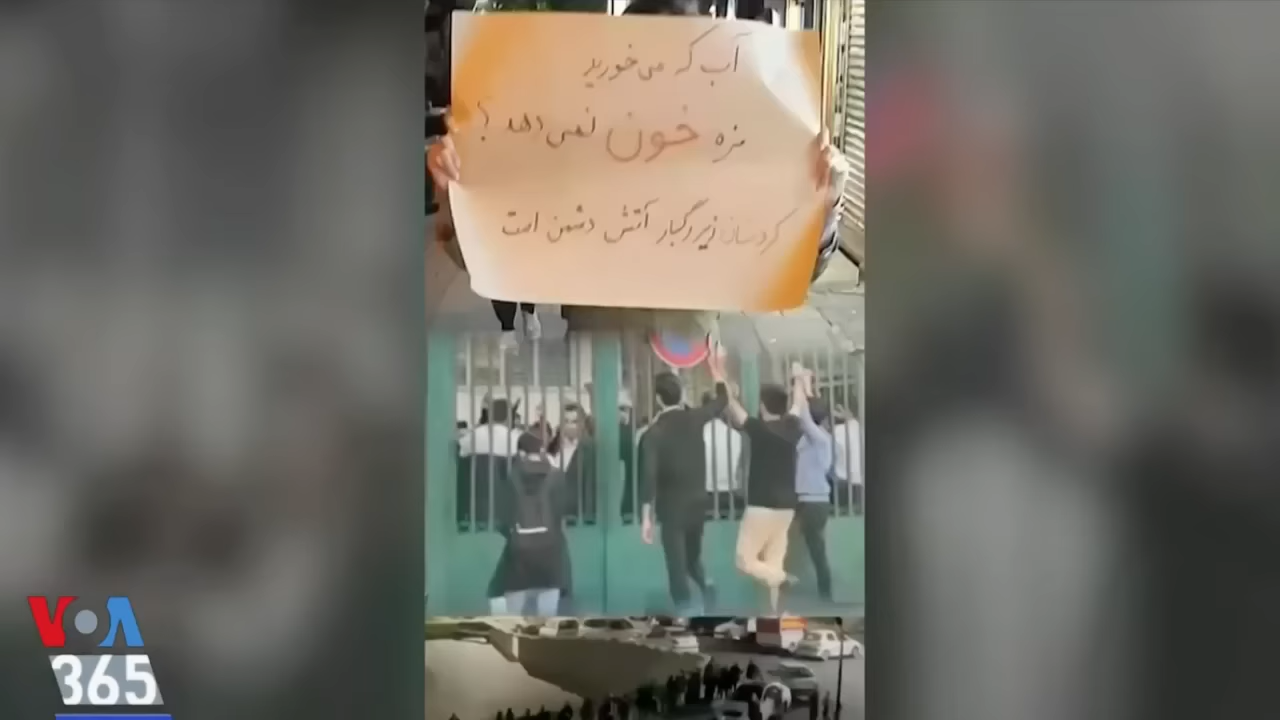 آب که می‌خورید
مزه خون نمی‌دهد؟
کردستان زیر رگبار آتش دشمن است
VOA
365